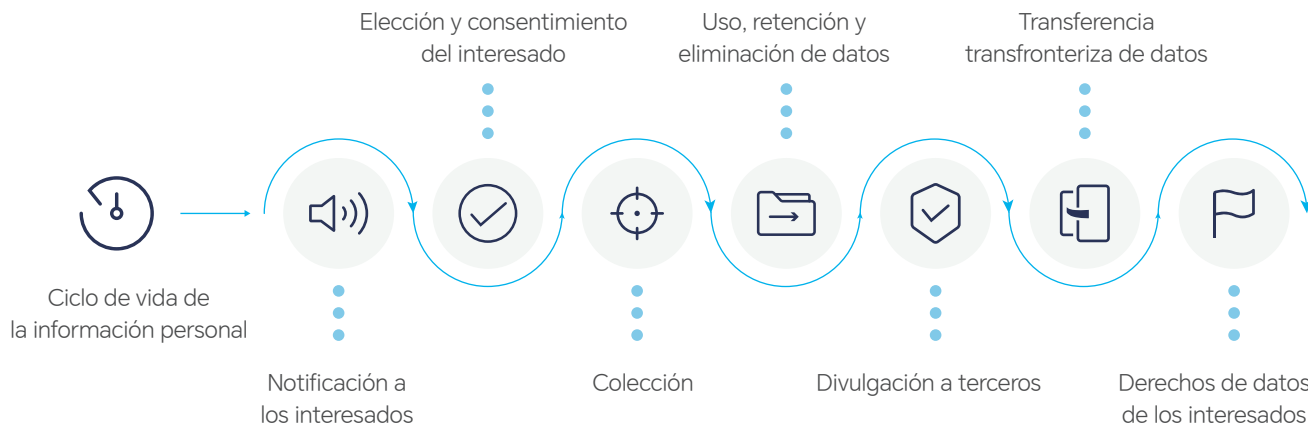 Elección y consentimiento
del interesado
Uso, retención y
eliminación de datos
Transferencia
transfronteriza de datos
Ciclo de vida de
la información personal
Notificación a
los interesados
Colección
Divulgación a terceros
Derechos de datos
de los interesados